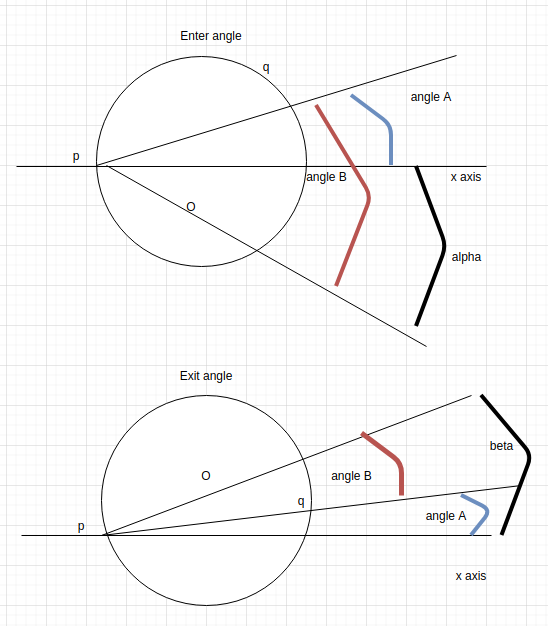 Enter angle
q
angle A
p
angle B
x axis
O
alpha
Exit angle
beta
O
angle B
q
angle A
p
x axis